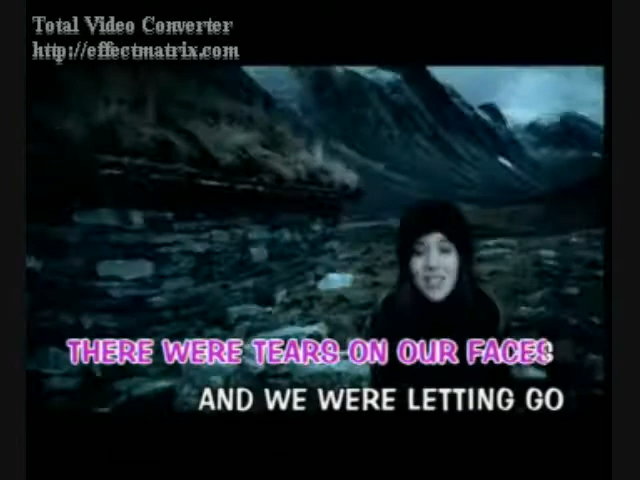 Total Video Converter
http://effectmatrix.com
THERE WERE TEARS ON OUR FACES
AND WE WERE LETTING GO